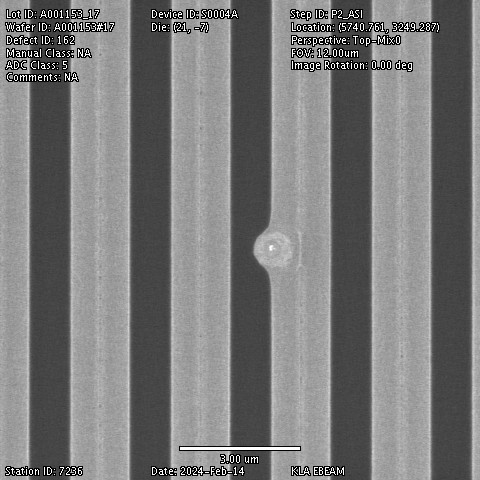 Lot ID: A001153_17
Wafer ID: A001153#17
Defect ID: 162
Manual Class: NA
ADC Class: 5
Comments: NA
Device ID: S0004A
Die: (21, -7)
Step ID: P2_ASI
Location: (5740.761, 3249.287)
Perspective: Top-Mix0
FOV: 12.00um
Image Rotation: 0.00 deg
3.00 um
Station ID: 7236
Date: 2024-Feb-14
KLA EBEAM